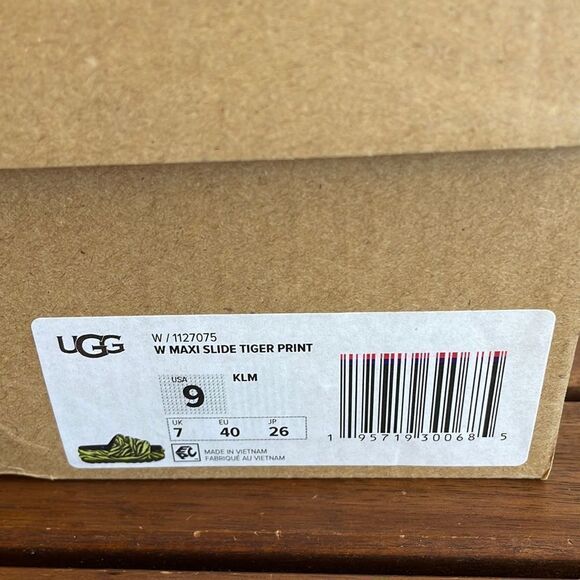 UGG
W / 1127075
W MAXI SLIDE TIGER PRINT
USA
9
KLM
UK EU JP
7 40 26
MADE IN VIETNAM
FABRIQUÉ AU VIETNAM
1 95719 30068 5